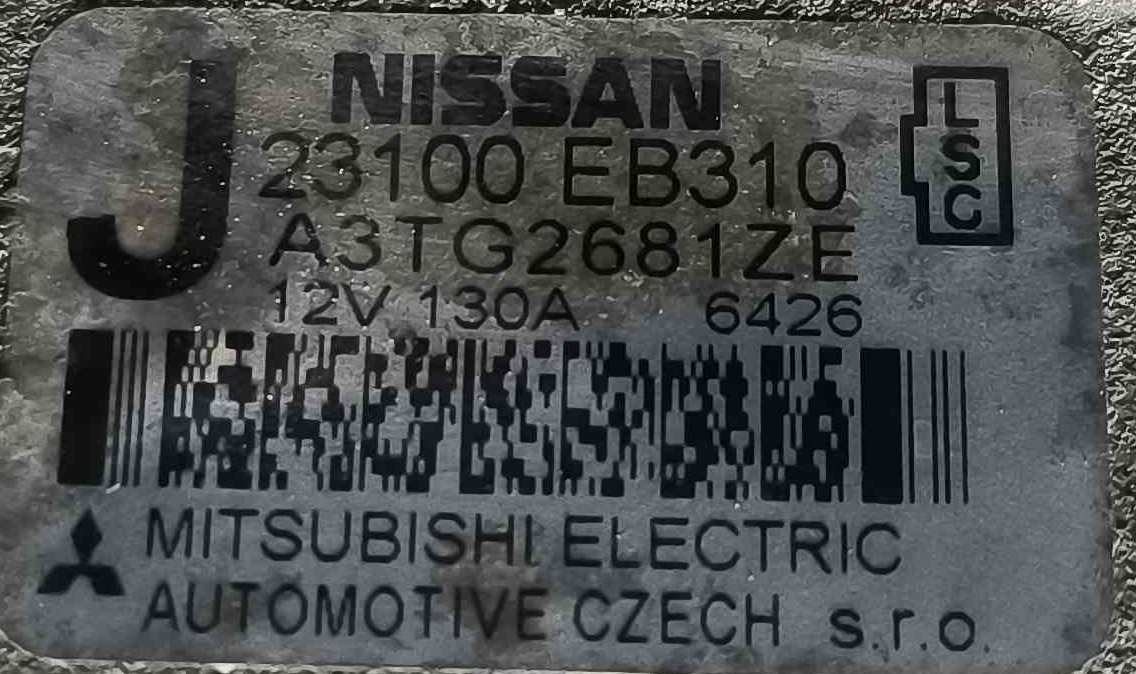 J
NISSAN
23100 EB310
A3TG2681ZE
12V 130A 6426
L
S
C
MITSUBISHI ELECTRIC
AUTOMOTIVE CZECH s.r.o.